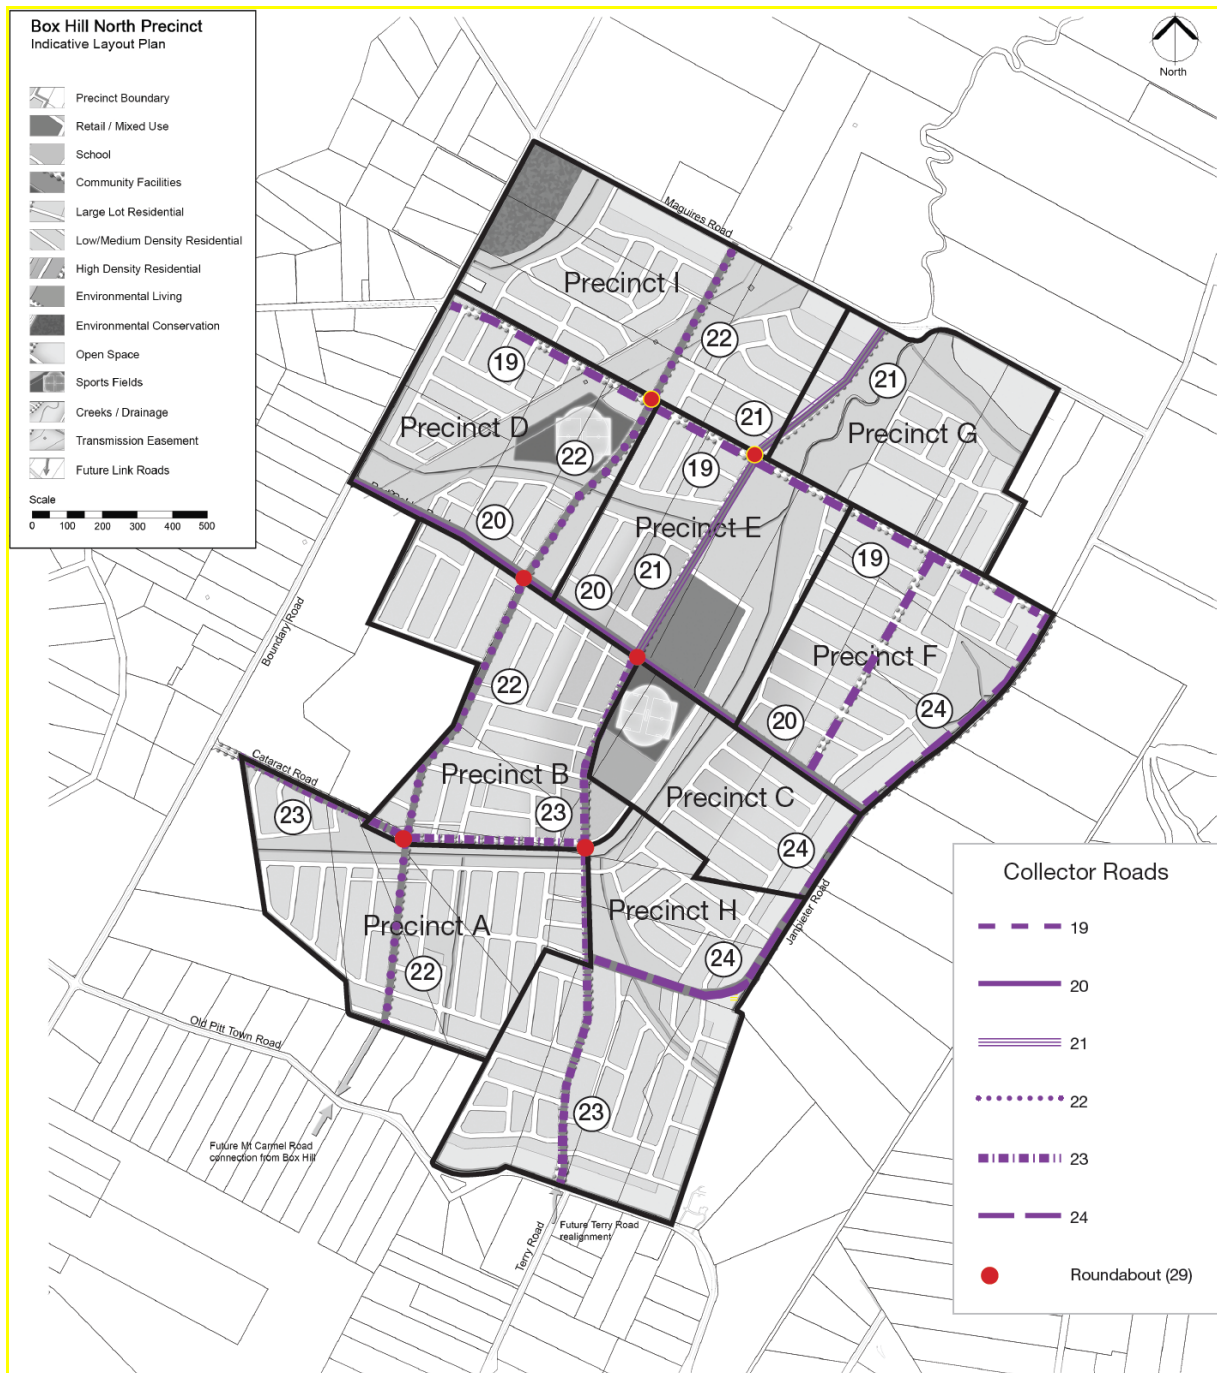 Box Hill North Precinct
Indicative Layout Plan
Precinct Boundary
Retail / Mixed Use
School
Community Facilities
Large Lot Residential
Low/Medium Density Residential
High Density Residential
Environmental Living
Environmental Conservation
Open Space
Sports Fields
Creeks / Drainage
Transmission Easement
Future Link Roads
Scale
0 100 200 300 400 500
North
Maguires Road
Precinct I
22
19
21
21
Precinct D
22
19
Precinct G
20
Precinct E
21
20
19
Boundary Road
22
Precinct F
24
20
Cataract Road
Precinct B
23
23
Precinct C
24
Janpieter Road
Precinct A
Precinct H
22
24
Old Pitt Town Road
23
Future Mt Carmel Road
connection from Box Hill
Terry Road
Future Terry Road
realignment
Collector Roads
19
20
21
22
23
24
Roundabout (29)